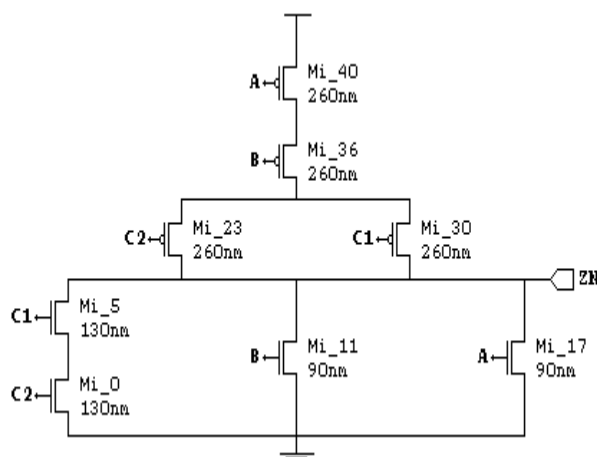 A Mi_40
260nm
B Mi_36
260nm
C2 Mi_23
260nm
C1 Mi_30
260nm
ZN
C1 Mi_5
130nm
B Mi_11
90nm
A Mi_17
90nm
C2 Mi_0
130nm